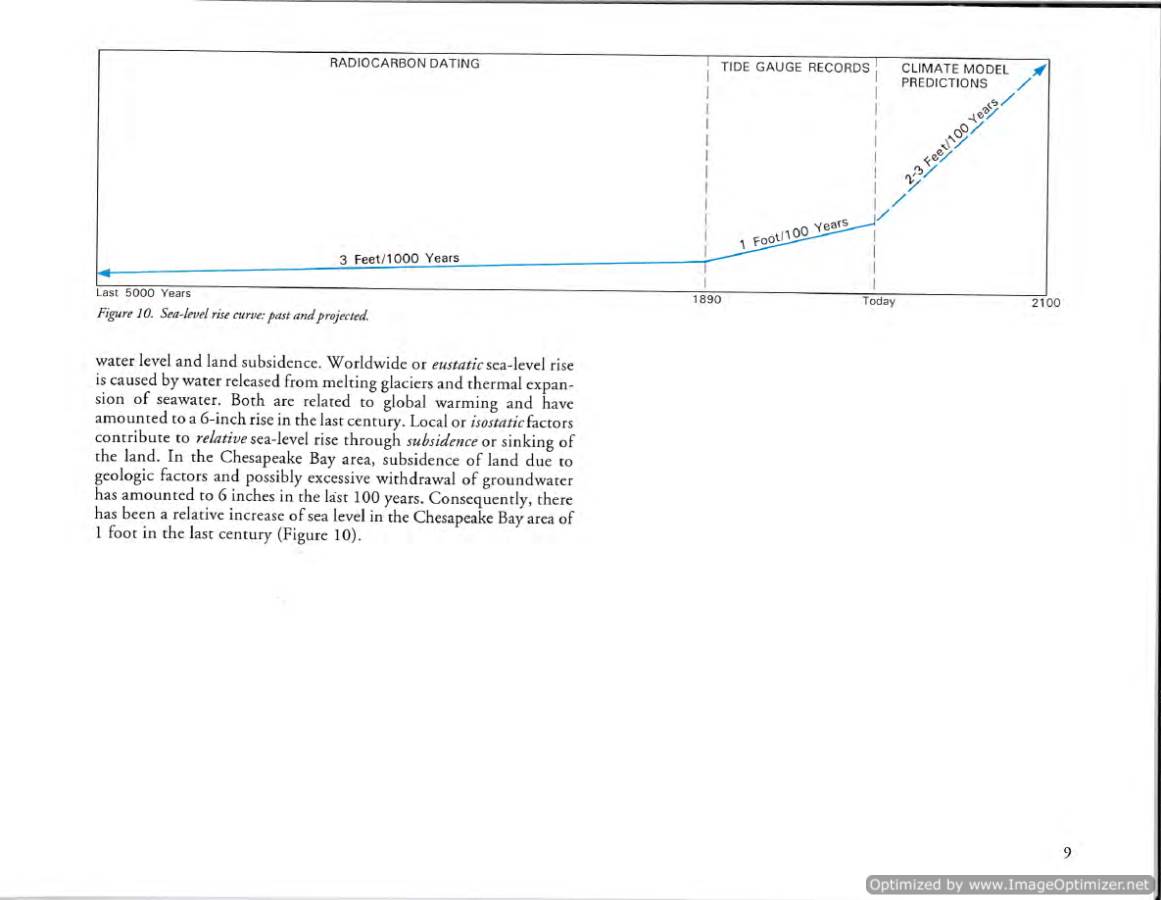 RADIOCARBON DATING
TIDE GAUGE RECORDS
CLIMATE MODEL
PREDICTIONS
2-3 Feet/100 Years
1 Foot/100 Years
3 Feet/1000 Years
Last 5000 Years
1890
Today
2100
Figure 10. Sea-level rise curve: past and projected.
water level and land subsidence. Worldwide or eustatic sea-level rise
is caused by water released from melting glaciers and thermal expan-
sion of seawater. Both are related to global warming and have
amounted to a 6-inch rise in the last century. Local or isostatic factors
contribute to relative sea-level rise through subsidence or sinking of
the land. In the Chesapeake Bay area, subsidence of land due to
geologic factors and possibly excessive withdrawal of groundwater
has amounted to 6 inches in the last 100 years. Consequently, there
has been a relative increase of sea level in the Chesapeake Bay area of
1 foot in the last century (Figure 10).
9
Optimized by www.ImageOptimizer.net